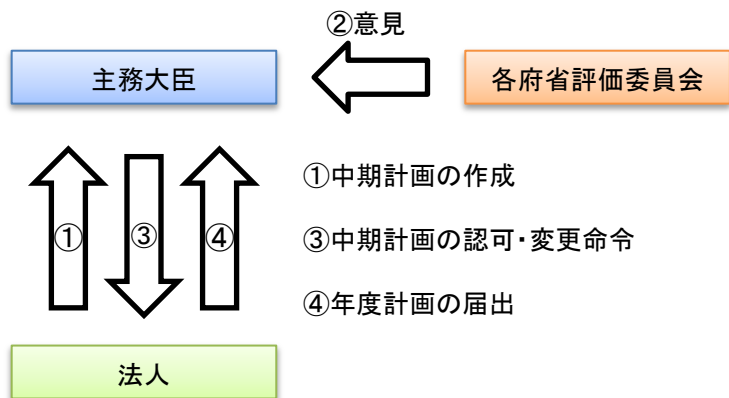 ②意見
主務大臣
各府省評価委員会
①中期計画の作成
①
③
④
③中期計画の認可・変更命令
④年度計画の届出
法人